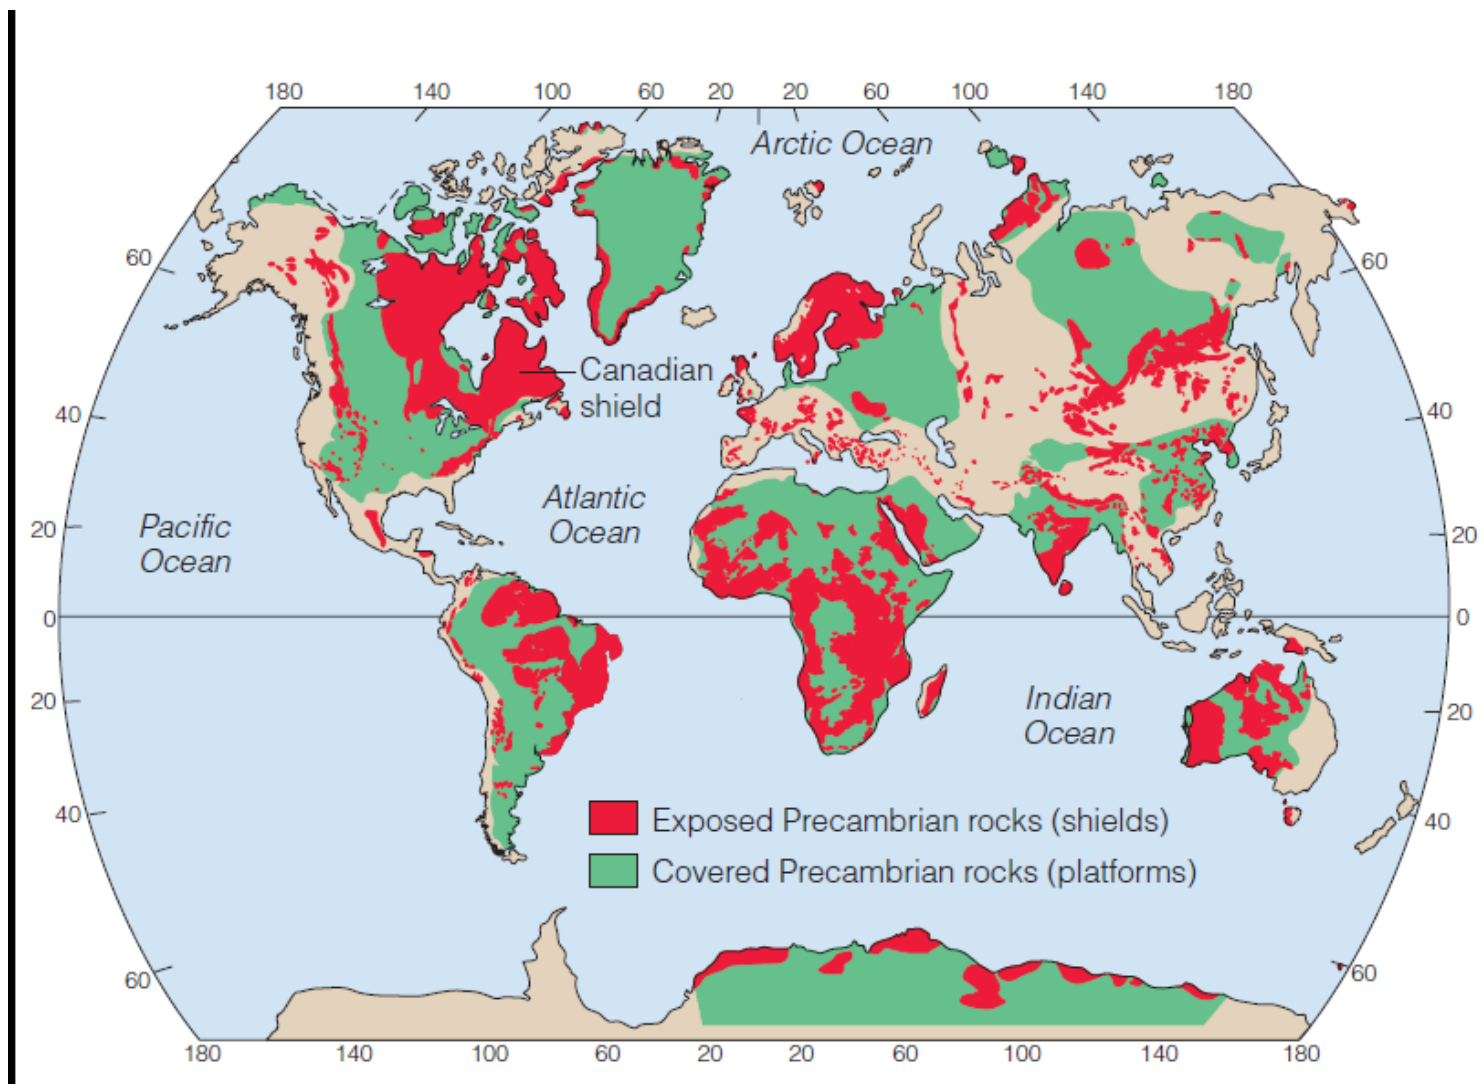 180 140 100 60 20 20 60 100 140 180
Arctic Ocean
60 60
Canadian
shield
40 40
Atlantic
Ocean
Pacific
Ocean
20 20
0 0
Indian
Ocean
20 20
40 40
Exposed Precambrian rocks (shields)
Covered Precambrian rocks (platforms)
60 60
180 140 100 60 20 20 60 100 140 180